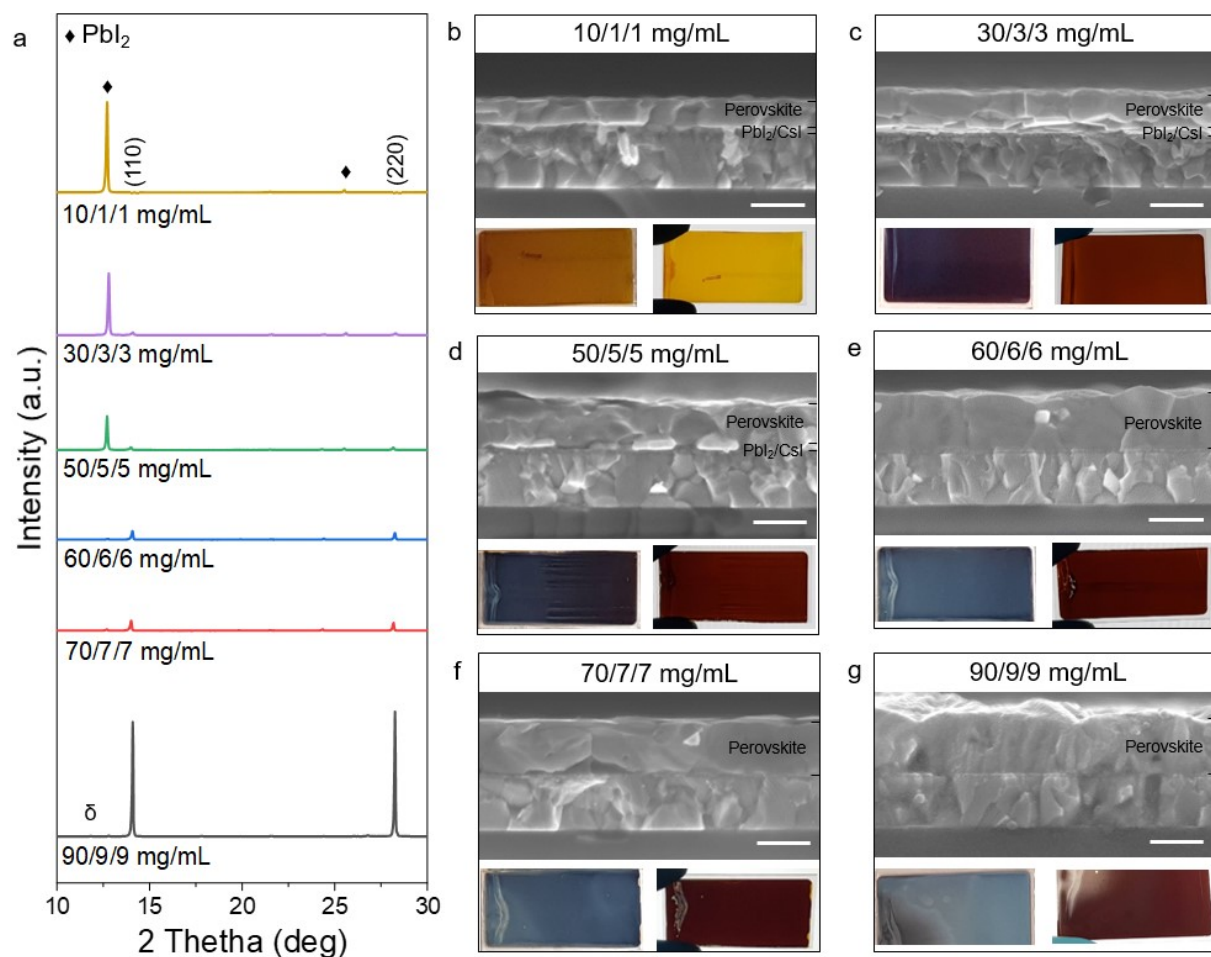 a
♦ PbI₂
(110)
(220)
10/1/1 mg/mL
30/3/3 mg/mL
50/5/5 mg/mL
60/6/6 mg/mL
70/7/7 mg/mL
δ
90/9/9 mg/mL
Intensity (a.u.)
10 15 20 25 30
2 Thetha (deg)
b
10/1/1 mg/mL
Perovskite
PbI₂/CsI
c
30/3/3 mg/mL
Perovskite
PbI₂/CsI
d
50/5/5 mg/mL
Perovskite
PbI₂/CsI
e
60/6/6 mg/mL
Perovskite
f
70/7/7 mg/mL
Perovskite
g
90/9/9 mg/mL
Perovskite